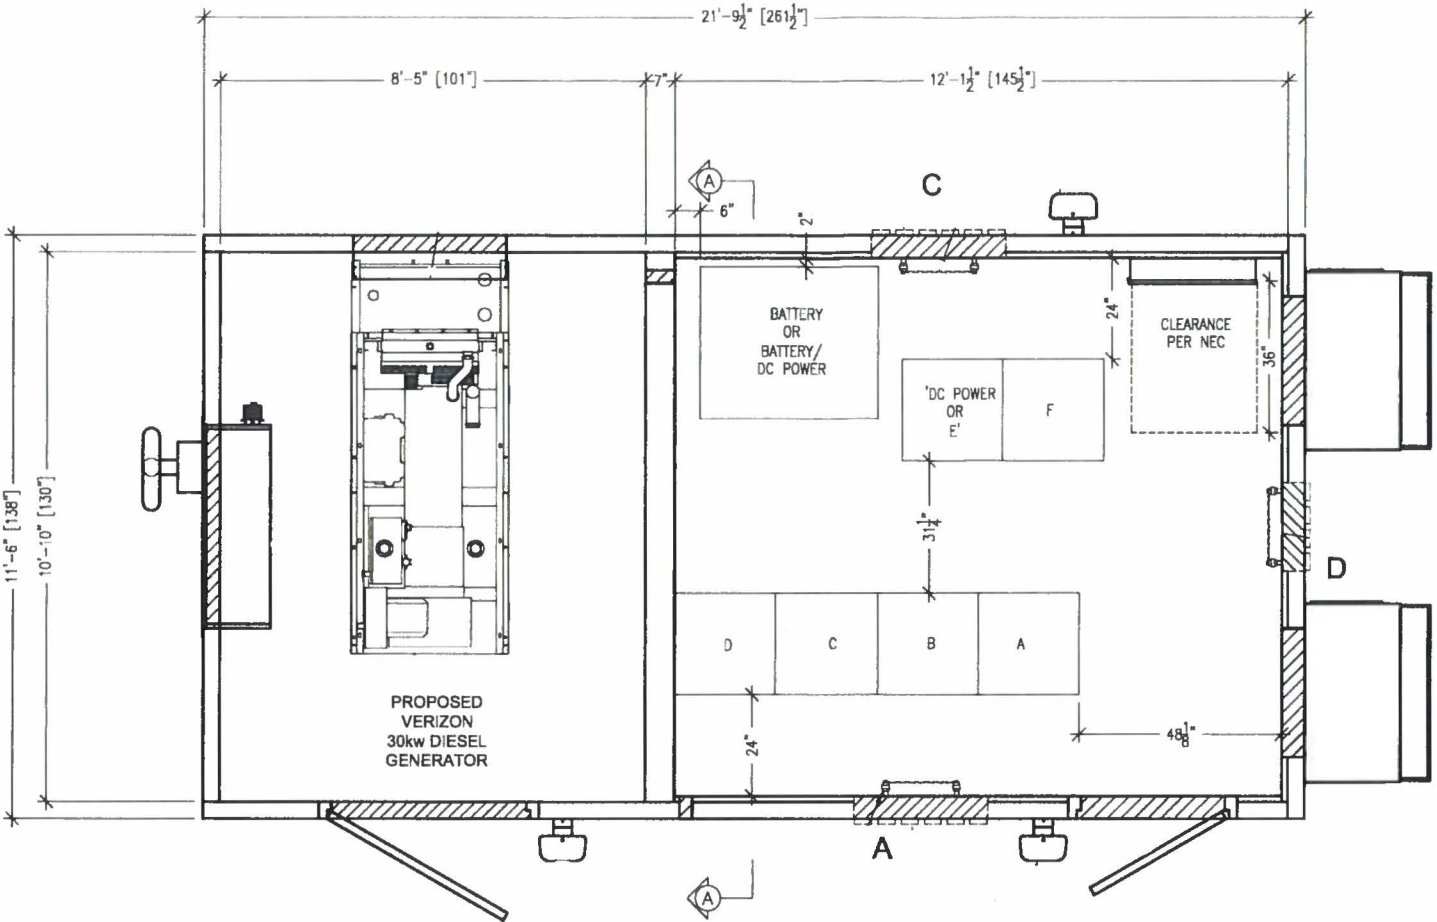 21'-9½" [261½"]
8'-5" [101"]
7"
12'-1½" [145½"]
A
C
6"
2"
BATTERY
OR
BATTERY/
DC POWER
24"
CLEARANCE
PER NEC
36"
'DC POWER
OR
E'
F
11'-6" [138"]
10'-10" [130"]
31¼"
D
D
C
B
A
PROPOSED
VERIZON
30kw DIESEL
GENERATOR
24"
48⅛"
A
A